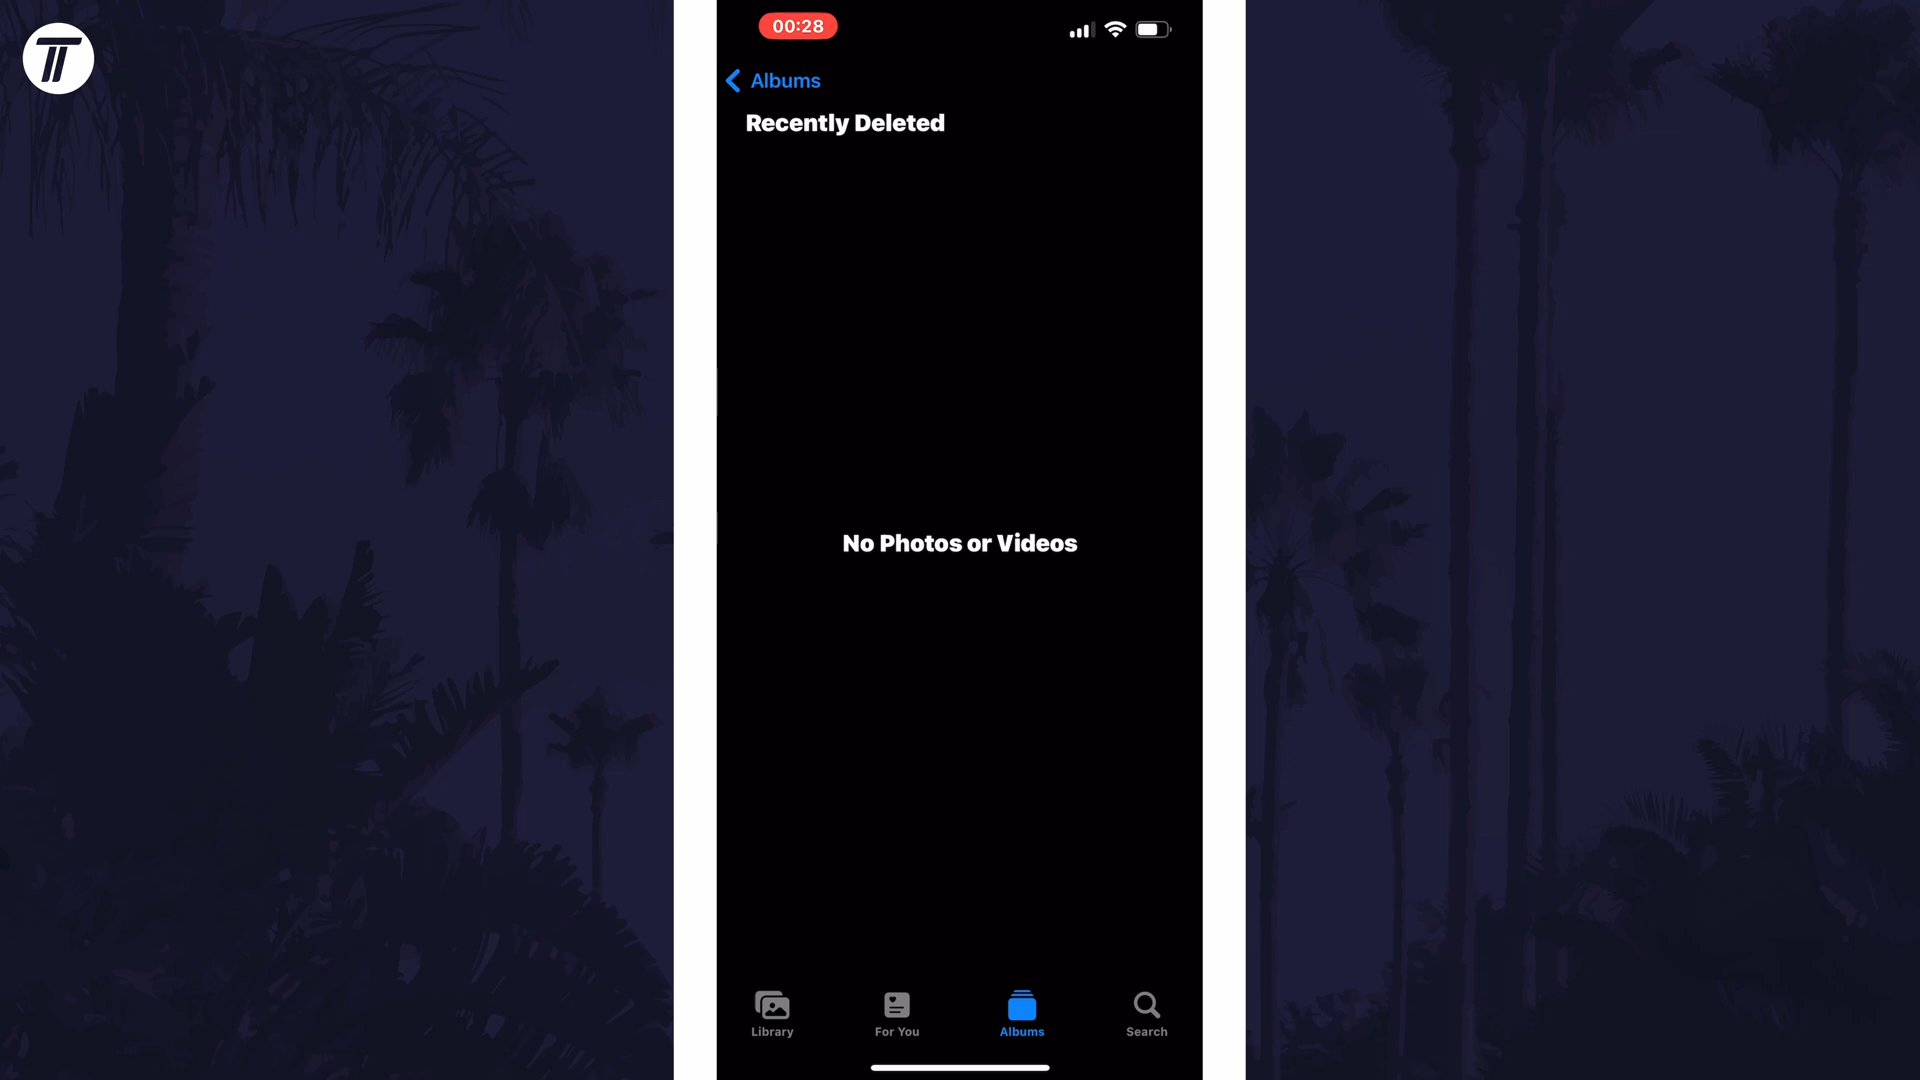 00:28
Albums
Recently Deleted
No Photos or Videos
Library
For You
Albums
Search